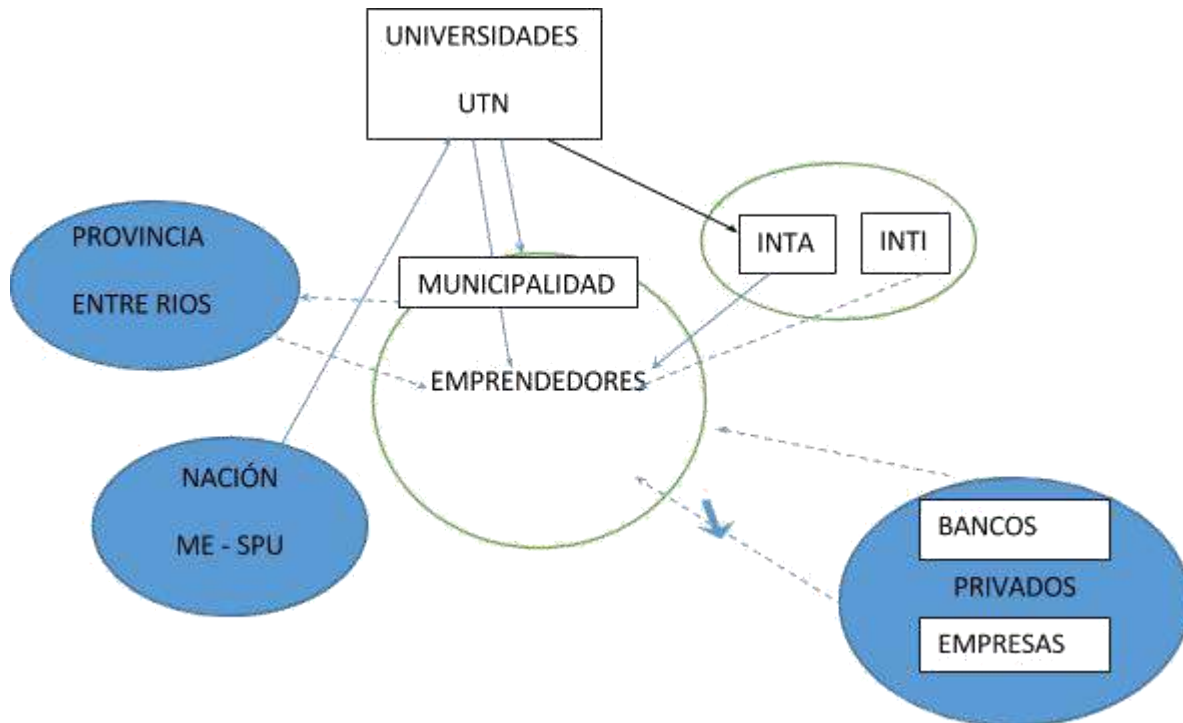 UNIVERSIDADES
UTN
PROVINCIA
ENTRE RIOS
INTA
INTI
MUNICIPALIDAD
EMPRENDEDORES
NACIÓN
ME - SPU
BANCOS
PRIVADOS
EMPRESAS